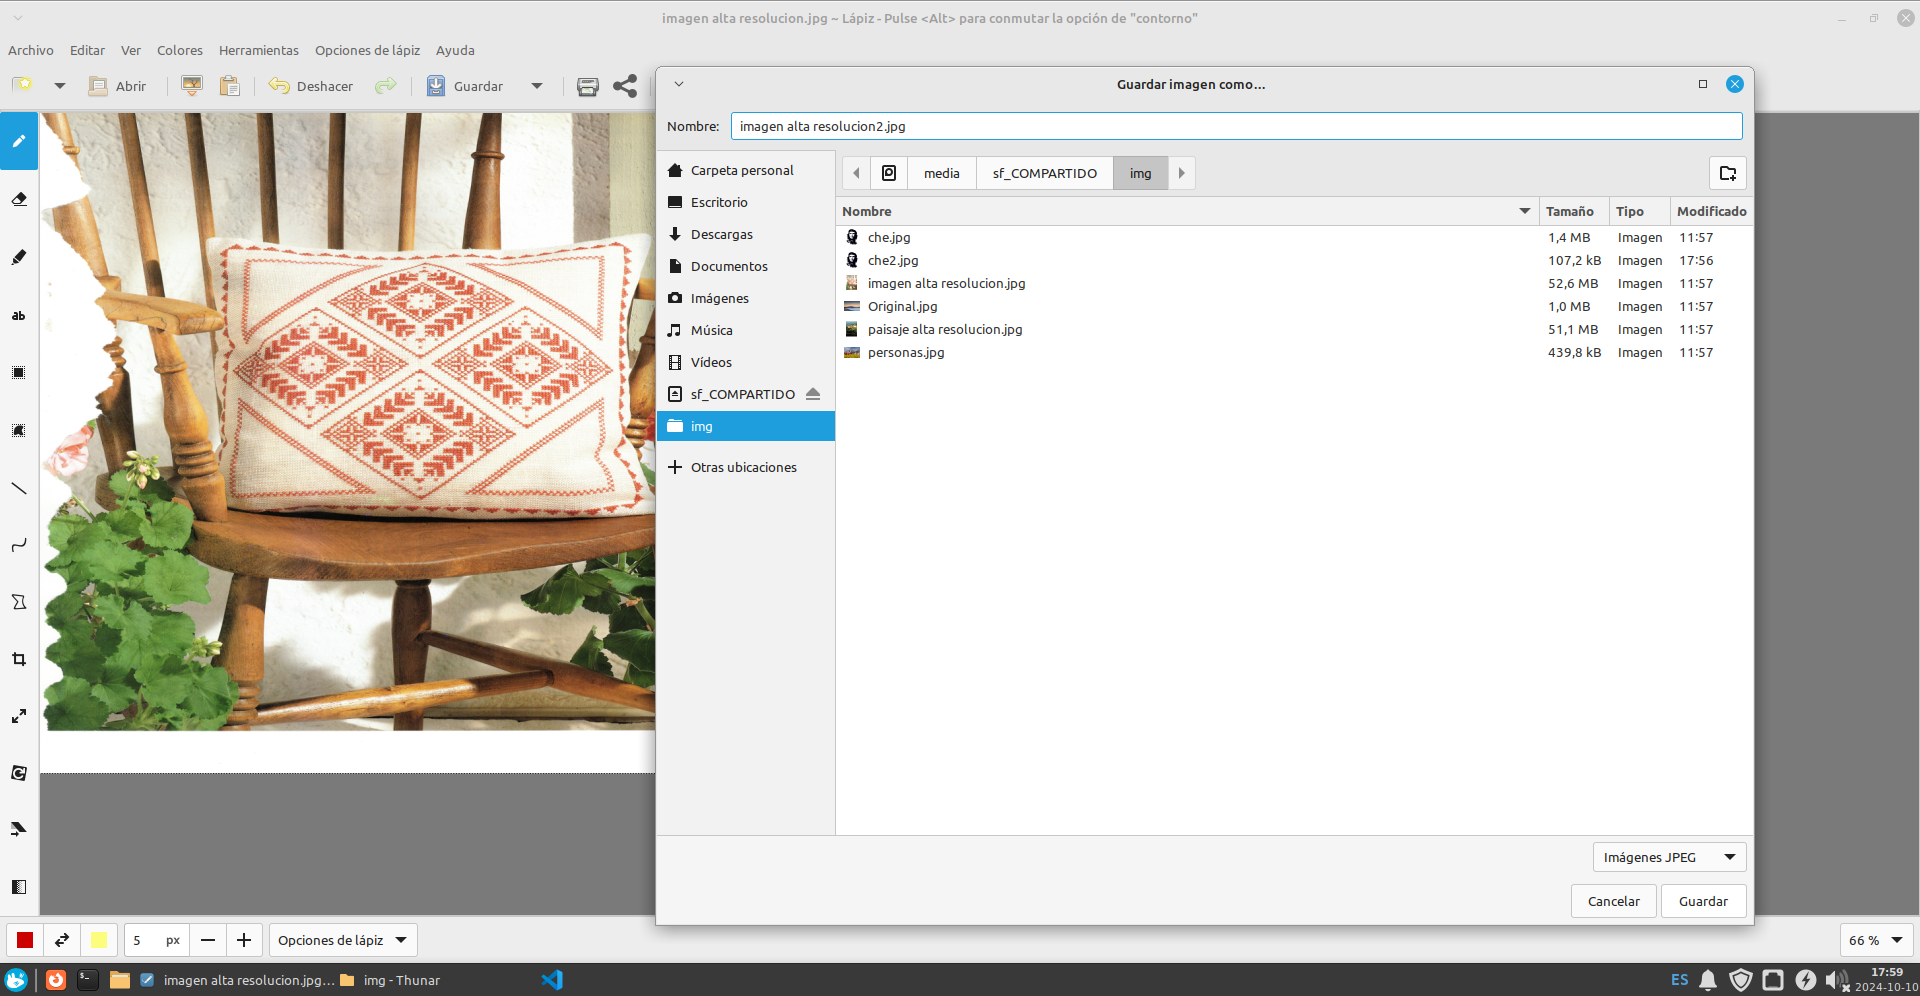 imagen alta resolucion.jpg ~ Lápiz - Pulse <Alt> para conmutar la opción de "contorno"
Archivo Editar Ver Colores Herramientas Opciones de lápiz Ayuda
Abrir Deshacer Guardar
Guardar imagen como...
Nombre: imagen alta resolucion2.jpg
Carpeta personal
Escritorio
Descargas
Documentos
Imágenes
Música
Vídeos
sf_COMPARTIDO
img
Otras ubicaciones
media sf_COMPARTIDO img
Nombre Tamaño Tipo Modificado
che.jpg 1,4 MB Imagen 11:57
che2.jpg 107,2 kB Imagen 17:56
imagen alta resolucion.jpg 52,6 MB Imagen 11:57
Original.jpg 1,0 MB Imagen 11:57
paisaje alta resolucion.jpg 51,1 MB Imagen 11:57
personas.jpg 439,8 kB Imagen 11:57
Imágenes JPEG
Cancelar Guardar
ab
5 px Opciones de lápiz 66 %
imagen alta resolucion.jpg... img - Thunar ES 17:59
2024-10-10